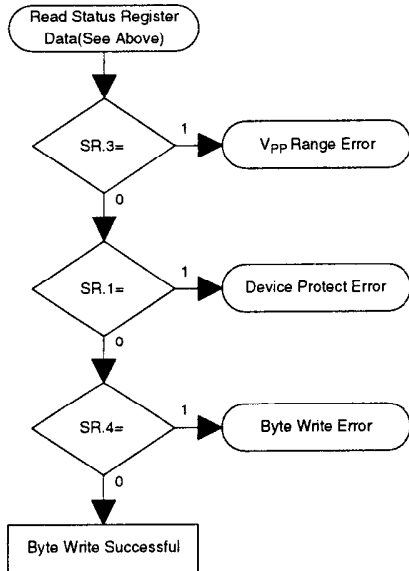 Read Status Register
Data(See Above)
SR.3=
1
VPP Range Error
0
SR.1=
1
Device Protect Error
0
SR.4=
1
Byte Write Error
0
Byte Write Successful